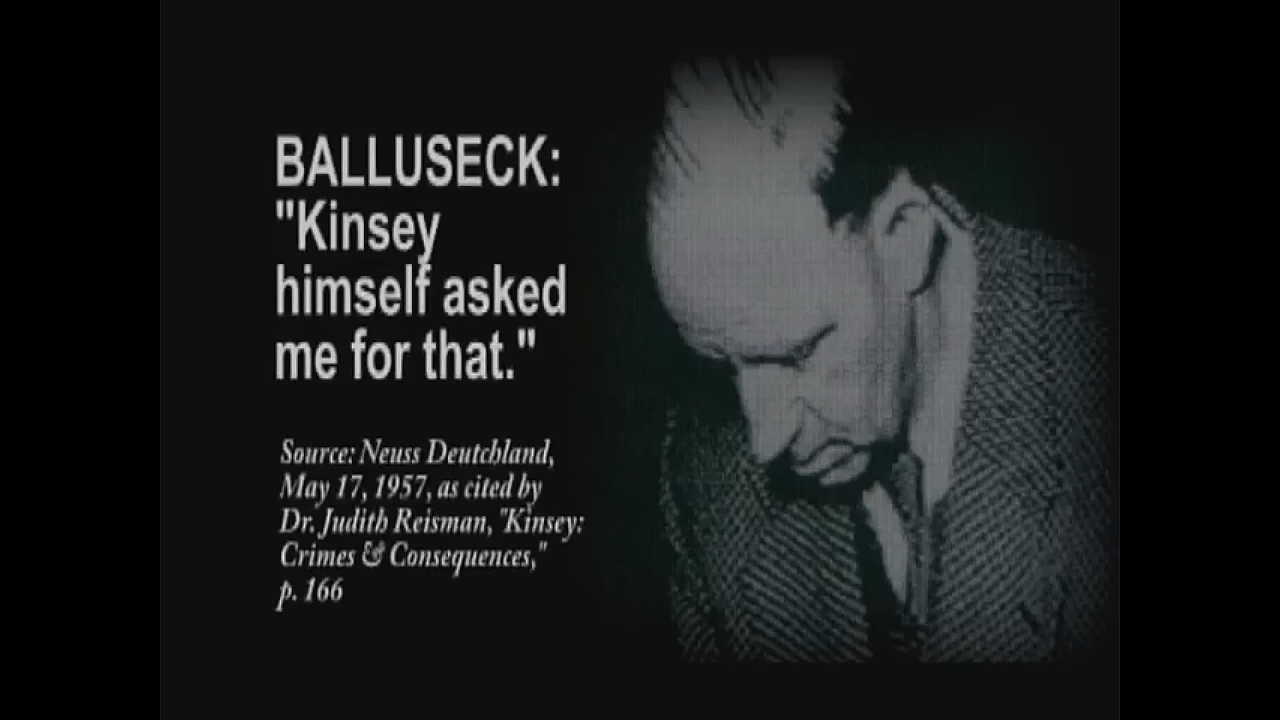 BALLUSECK:
"Kinsey
himself asked
me for that."
Source: Neuss Deutchland,
May 17, 1957, as cited by
Dr. Judith Reisman, "Kinsey:
Crimes & Consequences,"
p. 166